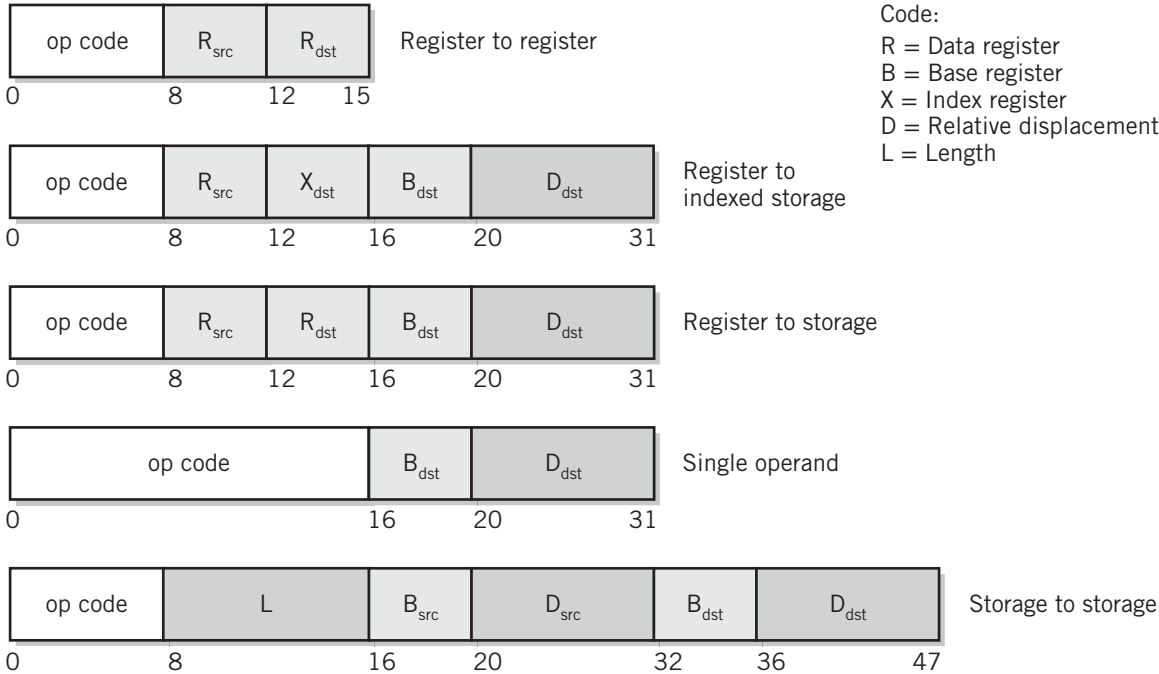 op code Rsrc Rdst Register to register
0 8 12 15
Code:
R = Data register
B = Base register
X = Index register
D = Relative displacement
L = Length
op code Rsrc Xdst Bdst Ddst Register to
indexed storage
0 8 12 16 20 31
op code Rsrc Rdst Bdst Ddst Register to storage
0 8 12 16 20 31
op code Bdst Ddst Single operand
0 16 20 31
op code L Bsrc Dsrc Bdst Ddst Storage to storage
0 8 16 20 32 36 47